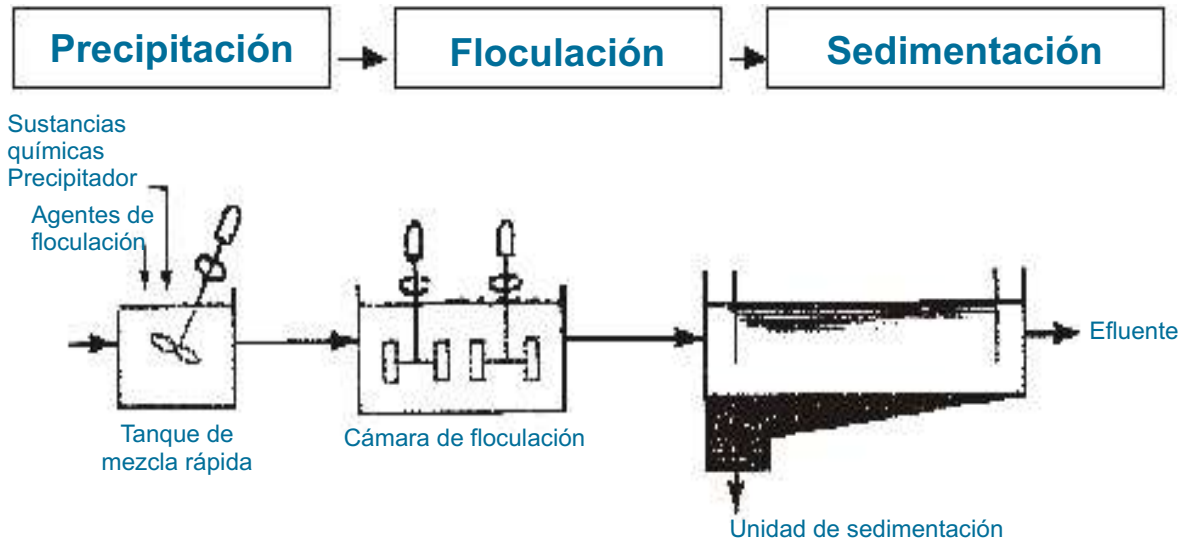 Precipitación
Floculación
Sedimentación
Sustancias
químicas
Precipitador
Agentes de
floculación
Efluente
Tanque de
mezcla rápida
Cámara de floculación
Unidad de sedimentación